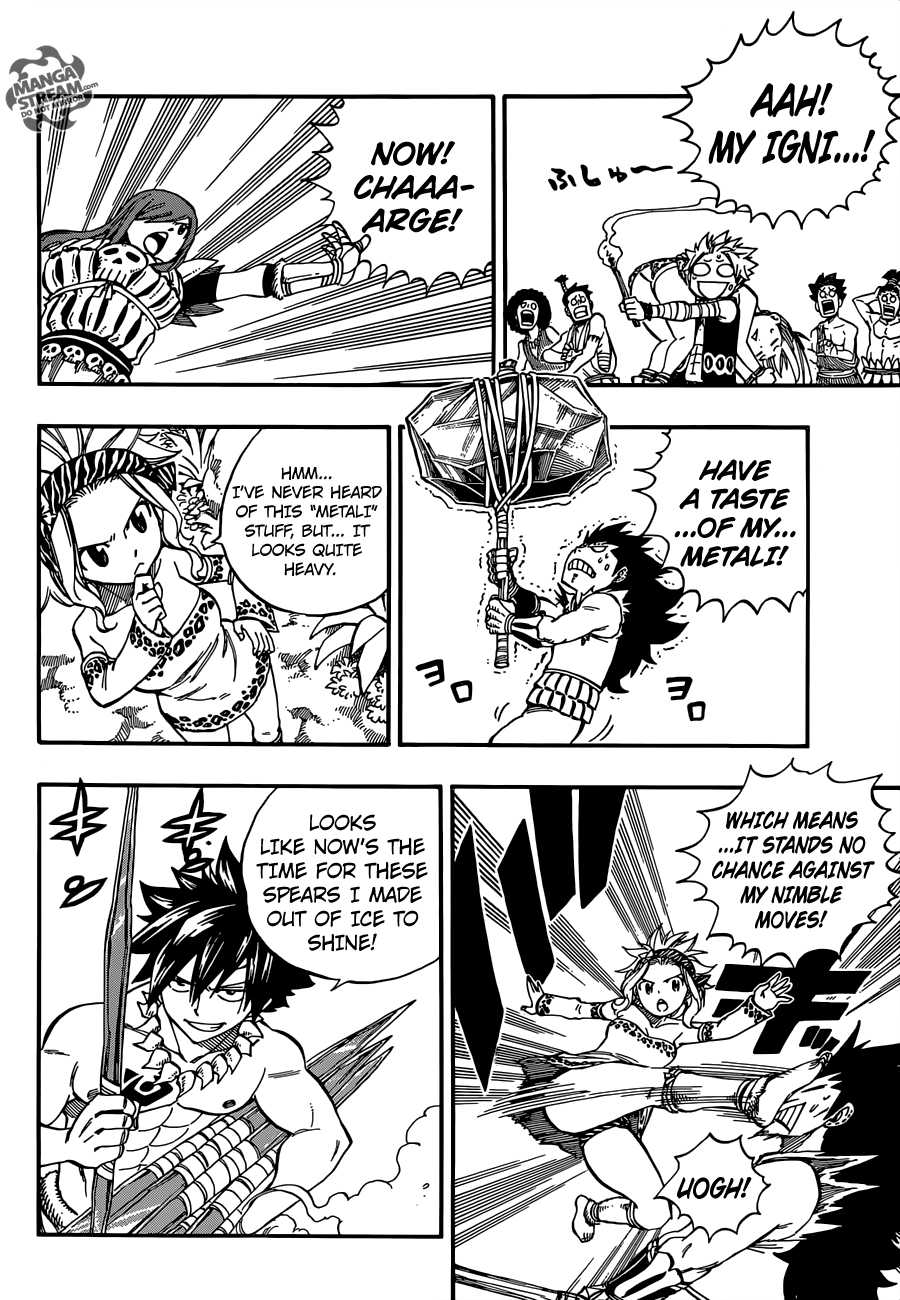 MANGA
STREAM.com
DO NOT MIRROR
AAH!
MY IGNI...!
ふしゅ〜
NOW!
CHAAA-
ARGE!
HAVE
A TASTE
...OF MY...
METALI!
ヨロ
ヨロ
HMM...
I'VE NEVER HEARD
OF THIS "METALI"
STUFF, BUT... IT
LOOKS QUITE
HEAVY.
WHICH MEANS
...IT STANDS NO
CHANCE AGAINST
MY NIMBLE
MOVES!
UOGH!
LOOKS
LIKE NOW'S THE
TIME FOR THESE
SPEARS I MADE
OUT OF ICE TO
SHINE!